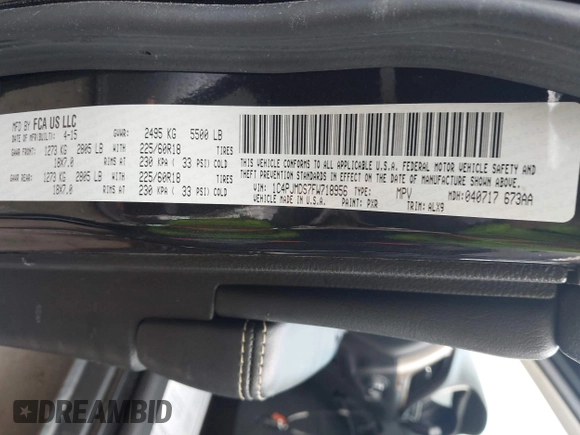 MFD BY FCA US LLC
DATE OF MFR(BUILT): 4-15 GVWR: 2495 KG 5500 LB
GAWR FRONT: 1273 KG 2805 LB WITH 225/60R18 TIRES
18X7.0 RIMS AT 230 KPA ( 33 PSI) COLD
GAWR REAR: 1273 KG 2805 LB WITH 225/60R18 TIRES
18X7.0 RIMS AT 230 KPA ( 33 PSI) COLD
THIS VEHICLE CONFORMS TO ALL APPLICABLE U.S.A. FEDERAL MOTOR VEHICLE SAFETY AND
THEFT PREVENTION STANDARDS IN EFFECT ON THE DATE OF MANUFACTURE SHOWN ABOVE.
VIN: 1C4PJMDS7FW718956 TYPE: MPV MDH: 040717 673AA
VEHICLE MADE IN U.S.A. PAINT: PXR TRIM: ALX9
DREAMBID